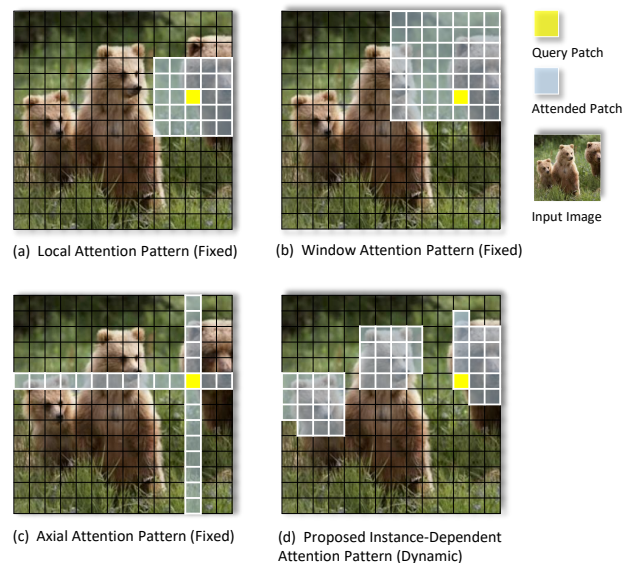 Query Patch
Attended Patch
Input Image
(a) Local Attention Pattern (Fixed)
(b) Window Attention Pattern (Fixed)
(c) Axial Attention Pattern (Fixed)
(d) Proposed Instance-Dependent
Attention Pattern (Dynamic)